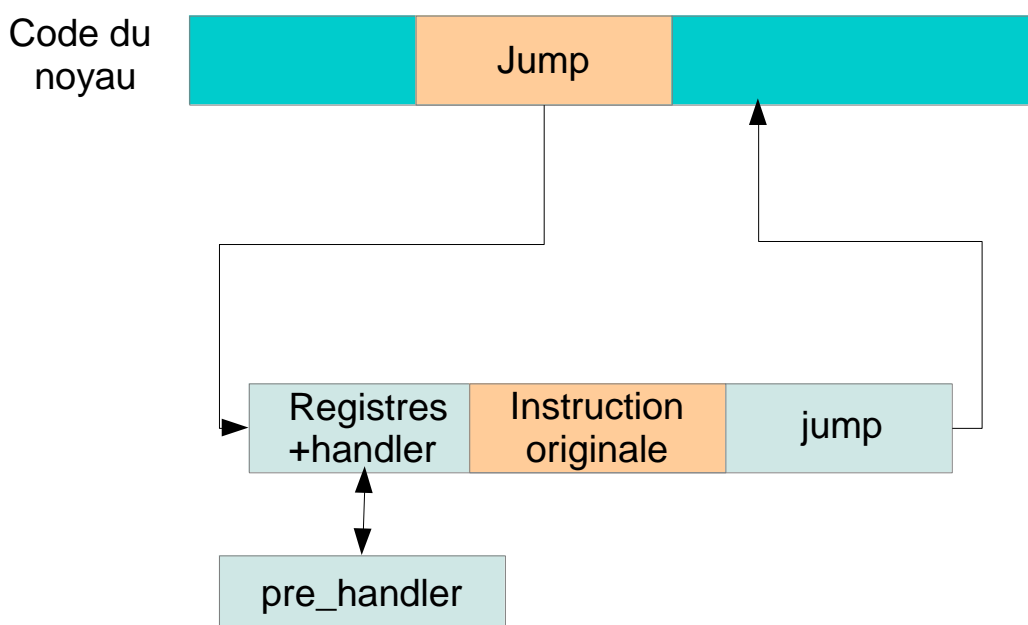 Code du
noyau
Jump
Registres
+handler
Instruction
originale
jump
pre_handler